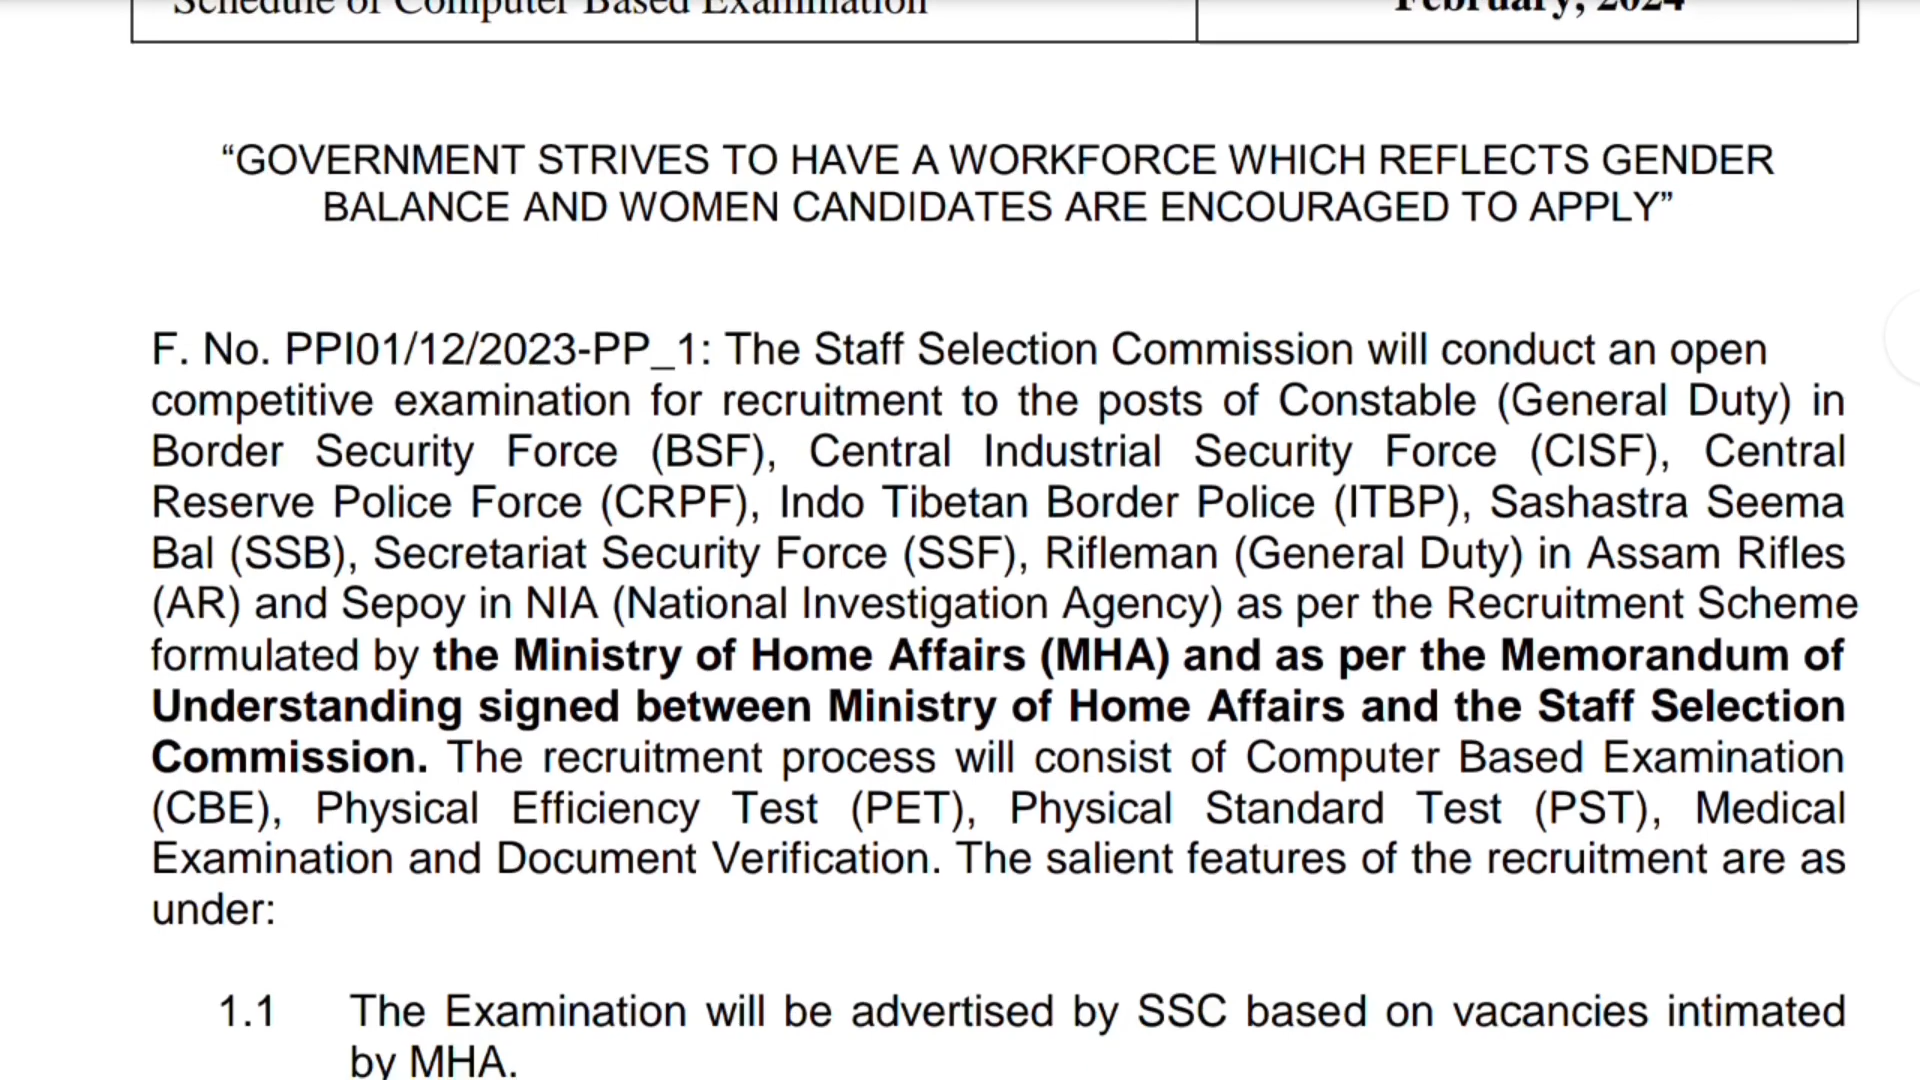 Schedule of Computer Based Examination
February, 2024
“GOVERNMENT STRIVES TO HAVE A WORKFORCE WHICH REFLECTS GENDER
BALANCE AND WOMEN CANDIDATES ARE ENCOURAGED TO APPLY”
F. No. PPI01/12/2023-PP_1: The Staff Selection Commission will conduct an open
competitive examination for recruitment to the posts of Constable (General Duty) in
Border Security Force (BSF), Central Industrial Security Force (CISF), Central
Reserve Police Force (CRPF), Indo Tibetan Border Police (ITBP), Sashastra Seema
Bal (SSB), Secretariat Security Force (SSF), Rifleman (General Duty) in Assam Rifles
(AR) and Sepoy in NIA (National Investigation Agency) as per the Recruitment Scheme
formulated by the Ministry of Home Affairs (MHA) and as per the Memorandum of
Understanding signed between Ministry of Home Affairs and the Staff Selection
Commission. The recruitment process will consist of Computer Based Examination
(CBE), Physical Efficiency Test (PET), Physical Standard Test (PST), Medical
Examination and Document Verification. The salient features of the recruitment are as
under:
1.1 The Examination will be advertised by SSC based on vacancies intimated
by MHA.